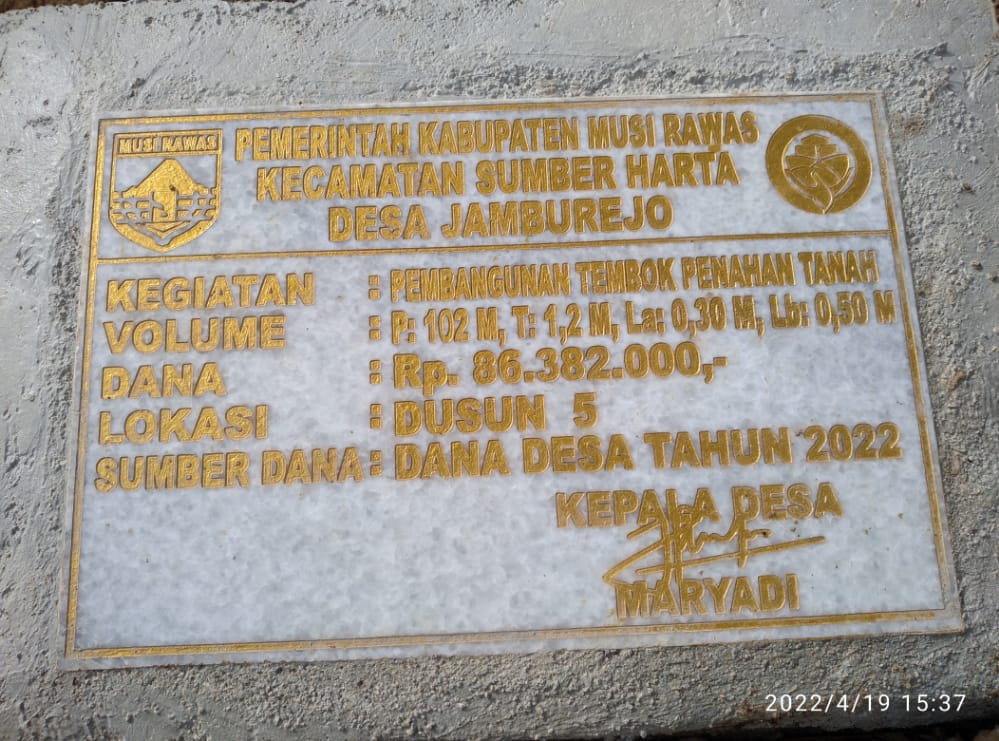 MUSI RAWAS
PEMERINTAH KABUPATEN MUSI RAWAS
KECAMATAN SUMBER HARTA
DESA JAMBUREJO
KEGIATAN : PEMBANGUNAN TEMBOK PENAHAN TANAH
VOLUME : P: 102 M, T: 1,2 M, La: 0,30 M, Lb: 0,50 M
DANA : Rp. 86.382.000,-
LOKASI : DUSUN 5
SUMBER DANA : DANA DESA TAHUN 2022
KEPALA DESA
MARYADI
2022/4/19 15:37